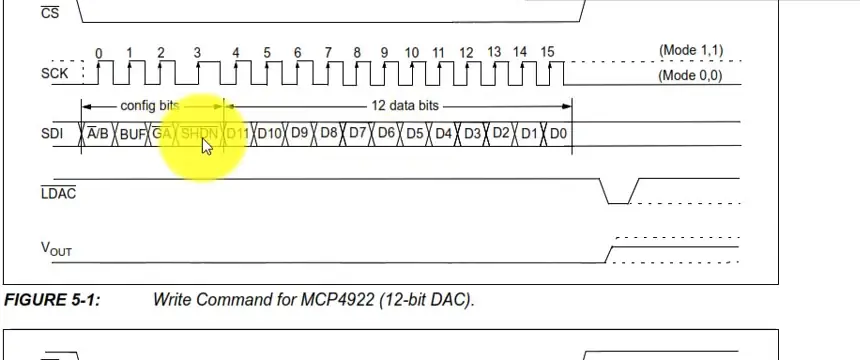 CS
0 1 2 3 4 5 6 7 8 9 10 11 12 13 14 15 (Mode 1,1)
SCK (Mode 0,0)
config bits 12 data bits
SDI A/B BUF GA SHDN D11 D10 D9 D8 D7 D6 D5 D4 D3 D2 D1 D0
LDAC
VOUT
FIGURE 5-1: Write Command for MCP4922 (12-bit DAC).